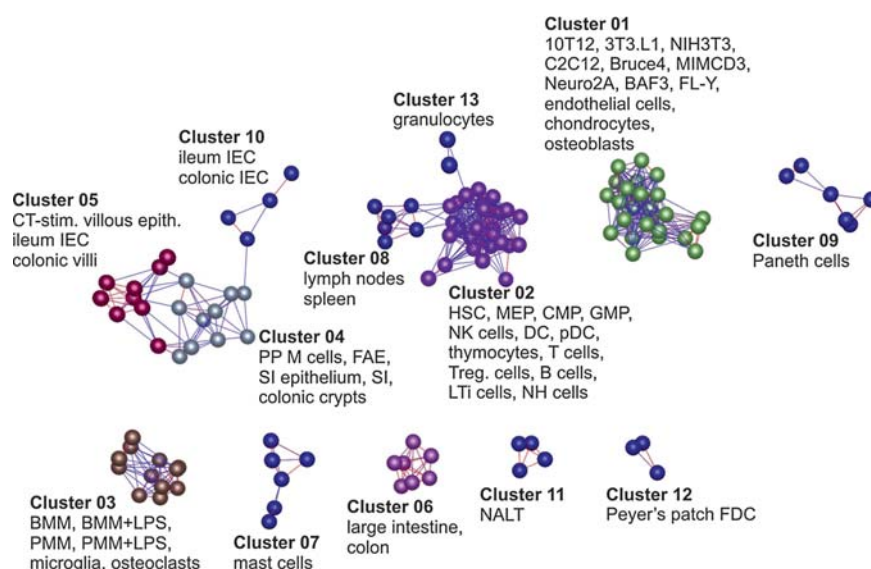 Cluster 01
10T12, 3T3.L1, NIH3T3,
C2C12, Bruce4, MIMCD3,
Neuro2A, BAF3, FL-Y,
endothelial cells,
chondrocytes,
osteoblasts
Cluster 13
granulocytes
Cluster 10
ileum IEC
colonic IEC
Cluster 05
CT-stim. villous epith.
ileum IEC
colonic villi
Cluster 08
lymph nodes
spleen
Cluster 09
Paneth cells
Cluster 02
HSC, MEP, CMP, GMP,
NK cells, DC, pDC,
thymocytes, T cells,
Treg. cells, B cells,
LTi cells, NH cells
Cluster 04
PP M cells, FAE,
SI epithelium, SI,
colonic crypts
Cluster 03
BMM, BMM+LPS,
PMM, PMM+LPS,
microglia, osteoclasts
Cluster 07
mast cells
Cluster 06
large intestine,
colon
Cluster 11
NALT
Cluster 12
Peyer's patch FDC